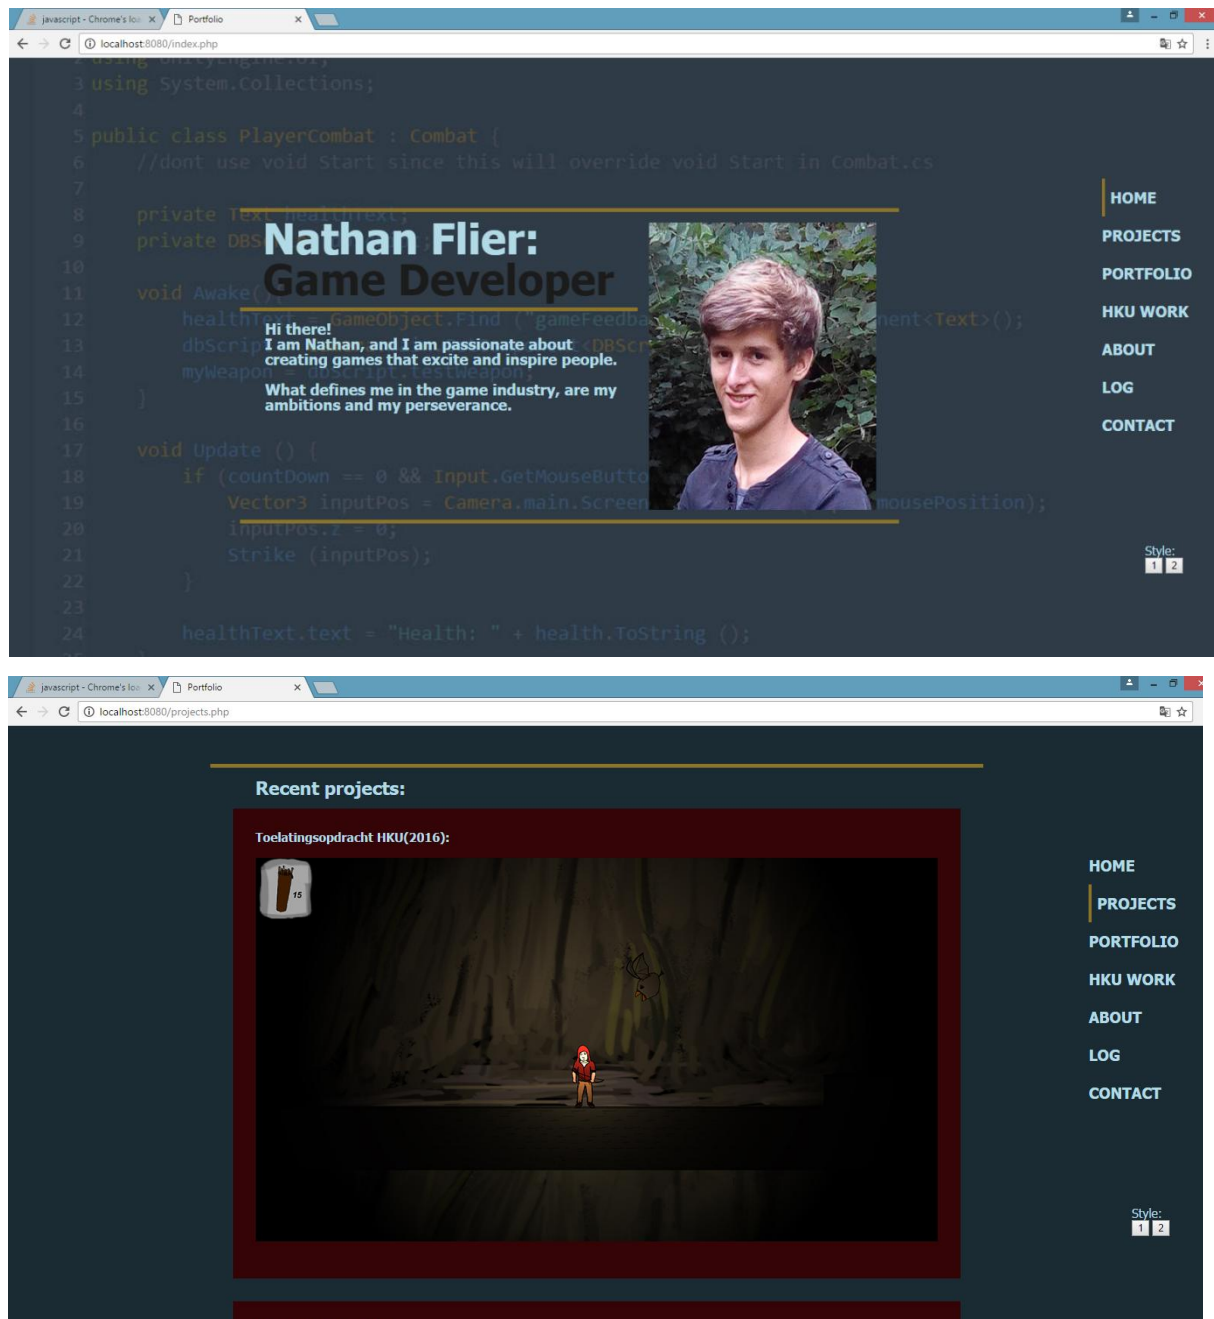 javascript - Chrome's loa
Portfolio
localhost:8080/index.php
2 using UnityEngine.UI;
3 using System.Collections;
4
5 public class PlayerCombat : Combat {
6 //dont use void Start since this will override void Start in Combat.cs
7
8 private Text healthText;
9 private DBS
10
11 void Awake()
12 healthText = GameObject.Find ("gameFeedba nent<Text>();
13 dbScrip <DBScr
14 myWeapon = dbScript.testWeapon;
15 }
16
17 void Update () {
18 if (countDown == 0 && Input.GetMouseButto
19 Vector3 inputPos = Camera.main.Screen mousePosition);
20 inputPos.z = 0;
21 Strike (inputPos);
22 }
23
24 healthText.text = "Health: " + health.ToString ();
Nathan Flier:
Game Developer
Hi there!
I am Nathan, and I am passionate about
creating games that excite and inspire people.
What defines me in the game industry, are my
ambitions and my perseverance.
HOME
PROJECTS
PORTFOLIO
HKU WORK
ABOUT
LOG
CONTACT
Style:
1 2
javascript - Chrome's loa
Portfolio
localhost:8080/projects.php
Recent projects:
Toelatingsopdracht HKU(2016):
15
HOME
PROJECTS
PORTFOLIO
HKU WORK
ABOUT
LOG
CONTACT
Style:
1 2